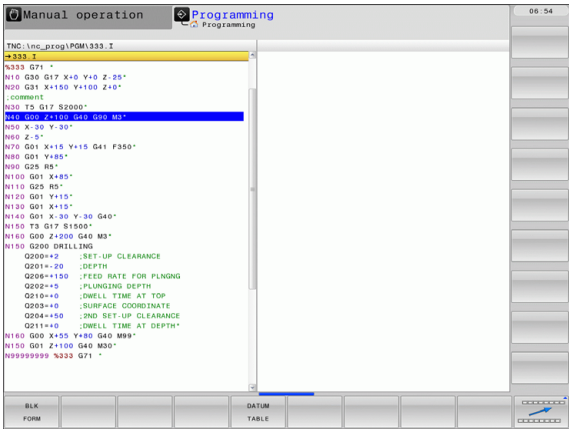 Manual operation
Programming
Programming
06:54
TNC:\nc_prog\PGM\333.I
→333.I
%333 G71 *
N10 G30 G17 X+0 Y+0 Z-25*
N20 G31 X+150 Y+100 Z+0*
;comment
N30 T5 G17 S2000*
N40 G00 Z+100 G40 G90 M3*
N50 X-30 Y-30*
N60 Z-5*
N70 G01 X+15 Y+15 G41 F350*
N80 G01 Y+85*
N90 G25 R5*
N100 G01 X+85*
N110 G25 R5*
N120 G01 Y+15*
N130 G01 X+15*
N140 G01 X-30 Y-30 G40*
N150 T3 G17 S1500*
N160 G00 Z+200 G40 M3*
N150 G200 DRILLING
Q200=+2 ;SET-UP CLEARANCE
Q201=-20 ;DEPTH
Q206=+150 ;FEED RATE FOR PLNGNG
Q202=+5 ;PLUNGING DEPTH
Q210=+0 ;DWELL TIME AT TOP
Q203=+0 ;SURFACE COORDINATE
Q204=+50 ;2ND SET-UP CLEARANCE
Q211=+0 ;DWELL TIME AT DEPTH*
N160 G00 X+55 Y+80 G40 M99*
N150 G01 Z+100 G40 M30*
N99999999 %333 G71 *
BLK
FORM
DATUM
TABLE